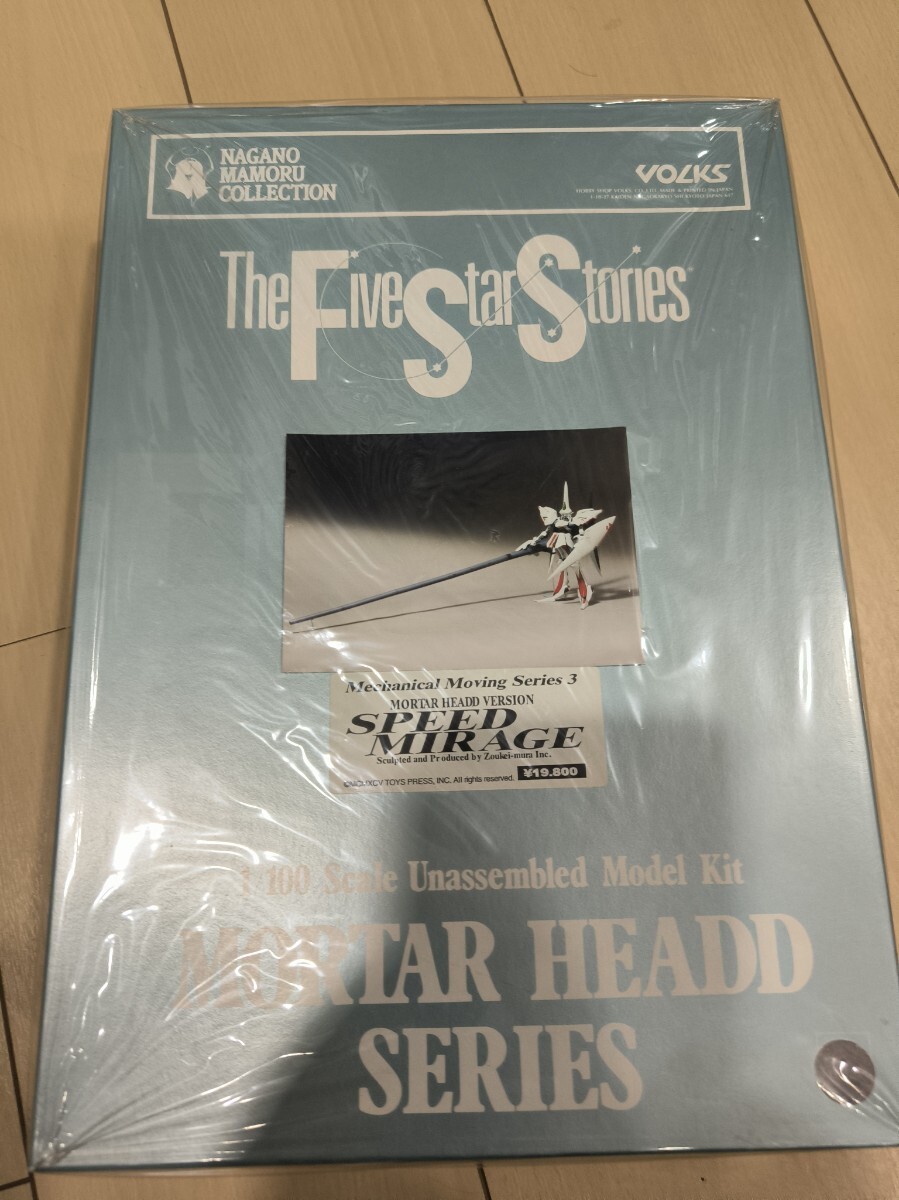 NAGANO
MAMORU
COLLECTION
VOLKS
The Five Star Stories
Mechanical Moving Series 3
MORTAR HEADD VERSION
SPEED
MIRAGE
Sculpted and Produced by Zoukei-mura Inc.
TOYS PRESS, INC. All rights reserved.
¥19.800
1/100 Scale Unassembled Model Kit
MORTAR HEADD
SERIES